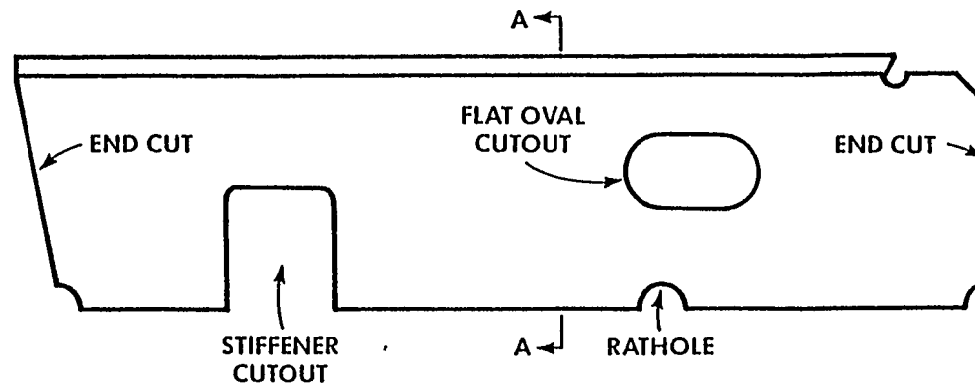 A
FLAT OVAL
CUTOUT
END CUT
END CUT
STIFFENER
CUTOUT
A
RATHOLE